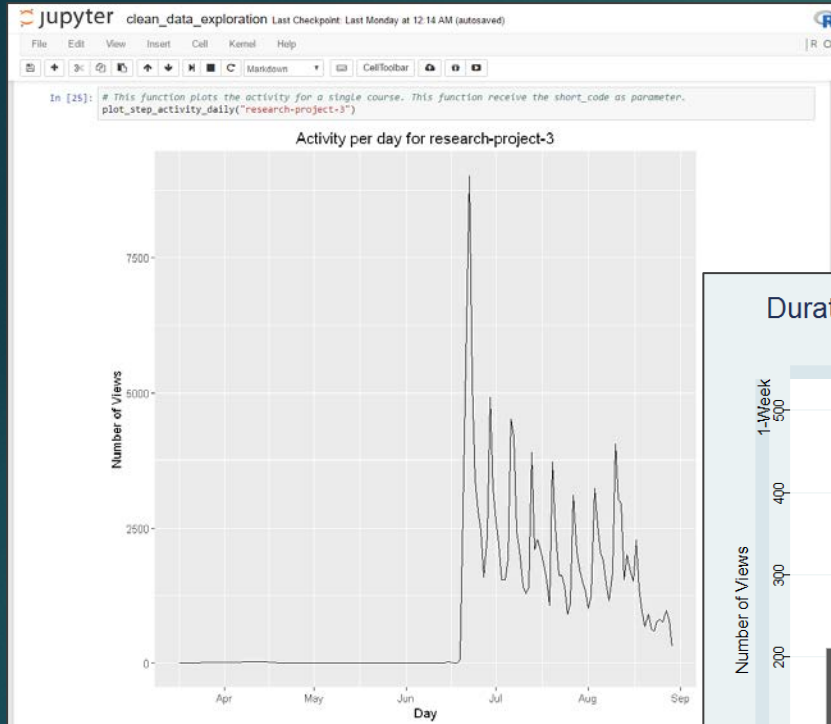 jupyter clean_data_exploration Last Checkpoint: Last Monday at 12:14 AM (autosaved)
File Edit View Insert Cell Kernel Help
R O
Markdown CellToolbar
In [25]: # This function plots the activity for a single course. This function receive the short_code as parameter.
plot_step_activity_daily("research-project-3")
Activity per day for research-project-3
Number of Views
7500
5000
2500
0
Apr May Jun Jul Aug Sep
Day
Durat
1-Week
Number of Views
500
400
300
200